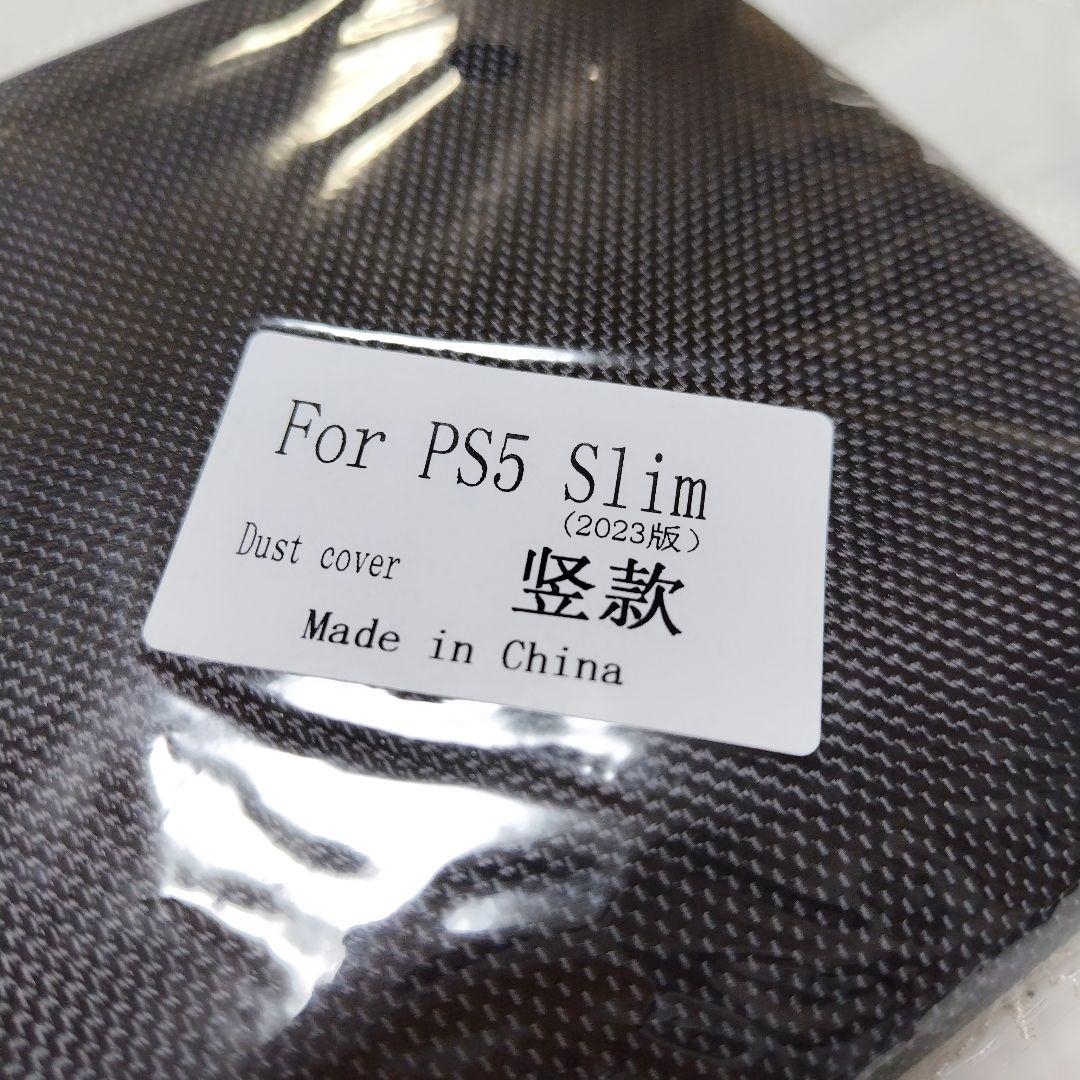 For PS5 Slim
(2023版)
Dust cover
竖款
Made in China